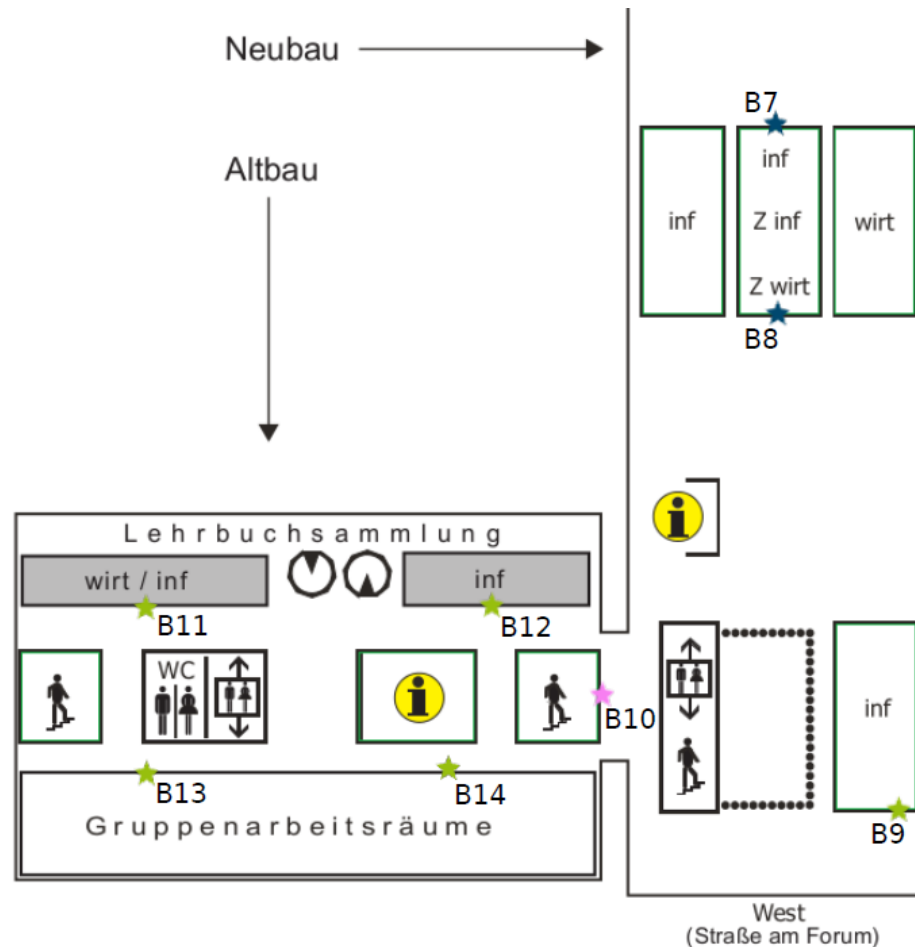 Neubau
B7
Altbau
inf
inf
Z inf
wirt
Z wirt
B8
Lehrbuchsammlung
wirt / inf
inf
B11
B12
WC
B10
inf
B13
B14
Gruppenarbeitsräume
B9
West
(Straße am Forum)